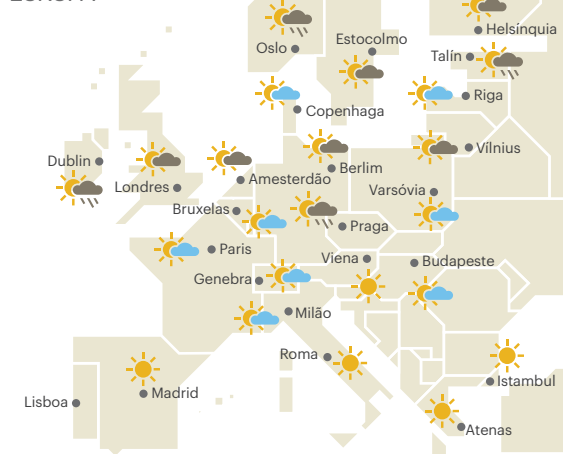 Helsínquia
Estocolmo
Oslo
Talín
Riga
Copenhaga
Vílnius
Dublin
Berlim
Amesterdão
Londres
Varsóvia
Bruxelas
Praga
Paris
Viena
Budapeste
Genebra
Milão
Roma
Istambul
Madrid
Lisboa
Atenas